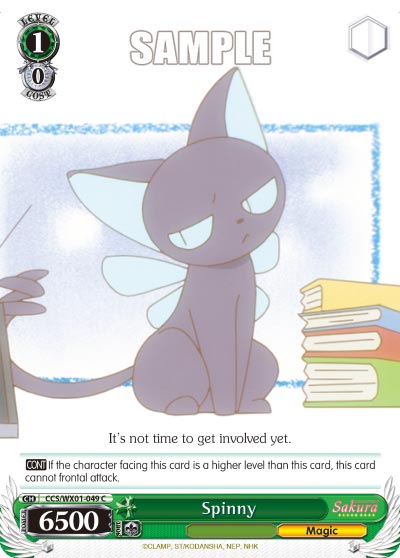 LEVEL
1
0
COST
SAMPLE
It's not time to get involved yet.
CONT If the character facing this card is a higher level than this card, this card
cannot frontal attack.
CH CCS/WX01-049 C
POWER 6500
SOUL
Spinny
Sakura
Magic
©CLAMP, ST/KODANSHA, NEP, NHK